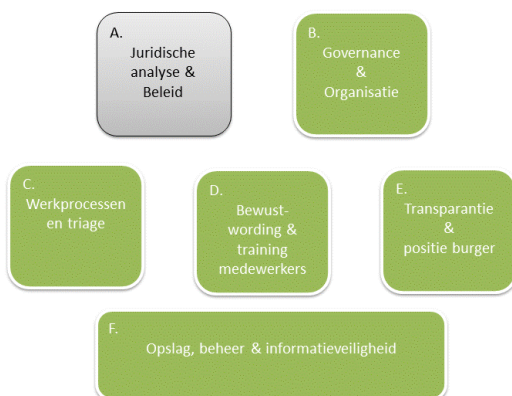 A.
Juridische
analyse &
Beleid
B.
Governance
&
Organisatie
C.
Werkprocessen
en triage
D.
Bewust-
wording &
training
medewerkers
E.
Transparantie
&
positie burger
F.
Opslag, beheer & informatieveiligheid